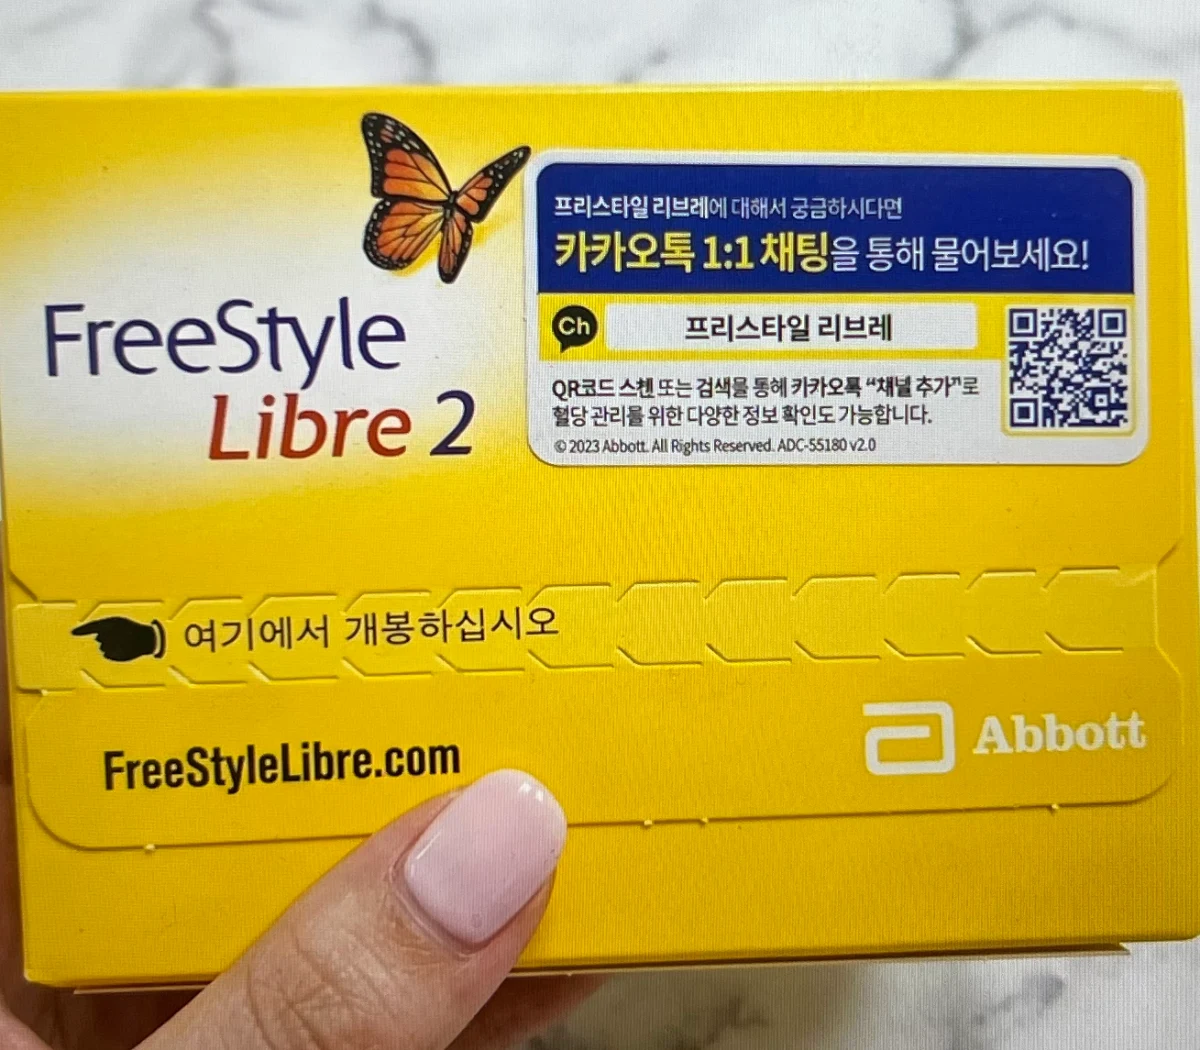 FreeStyle
Libre 2
프리스타일 리브레에 대해서 궁금하시다면
카카오톡 1:1 채팅을 통해 물어보세요!
Ch
프리스타일 리브레
QR코드 스캔 또는 검색을 통해 카카오톡 “채널 추가”로
혈당 관리를 위한 다양한 정보 확인도 가능합니다.
© 2023 Abbott. All Rights Reserved. ADC-55180 v2.0
여기에서 개봉하십시오
FreeStyleLibre.com
Abbott